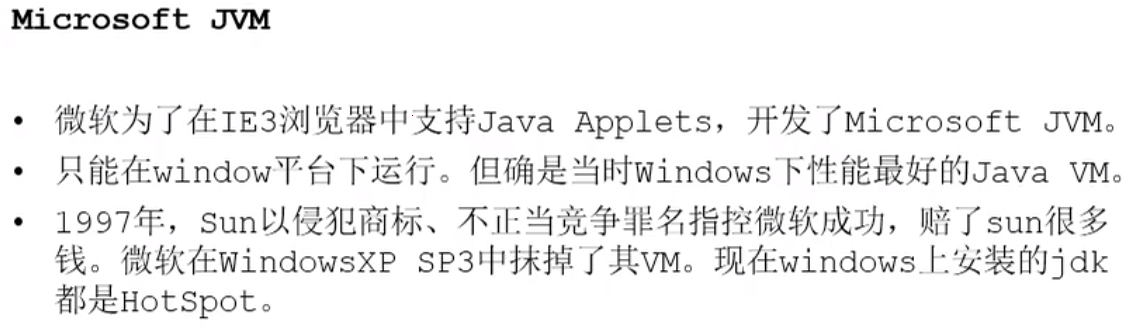 Microsoft JVM
• 微软为了在IE3浏览器中支持Java Applets，开发了Microsoft JVM。
• 只能在window平台下运行。但确是当时Windows下性能最好的Java VM。
• 1997年，Sun以侵犯商标、不正当竞争罪名指控微软成功，赔了sun很多
钱。微软在WindowsXP SP3中抹掉了其VM。现在windows上安装的jdk
都是HotSpot。